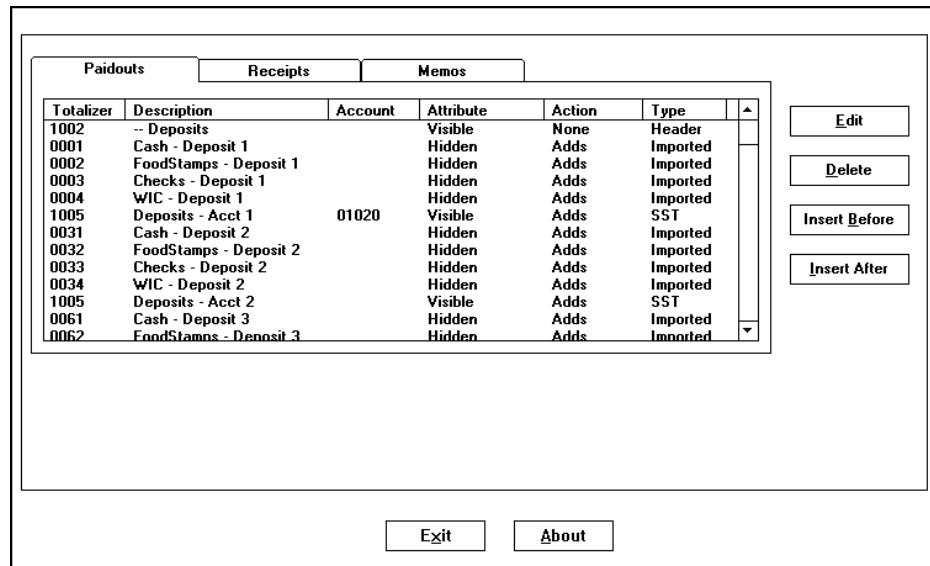 Paidouts Receipts Memos
Totalizer Description Account Attribute Action Type
1002 -- Deposits Visible None Header
0001 Cash - Deposit 1 Hidden Adds Imported
0002 FoodStamps - Deposit 1 Hidden Adds Imported
0003 Checks - Deposit 1 Hidden Adds Imported
0004 WIC - Deposit 1 Hidden Adds Imported
1005 Deposits - Acct 1 01020 Visible Adds SST
0031 Cash - Deposit 2 Hidden Adds Imported
0032 FoodStamps - Deposit 2 Hidden Adds Imported
0033 Checks - Deposit 2 Hidden Adds Imported
0034 WIC - Deposit 2 Hidden Adds Imported
1005 Deposits - Acct 2 Visible Adds SST
0061 Cash - Deposit 3 Hidden Adds Imported
0062 FoodStamps - Deposit 3 Hidden Adds Imported
Edit
Delete
Insert Before
Insert After
Exit About